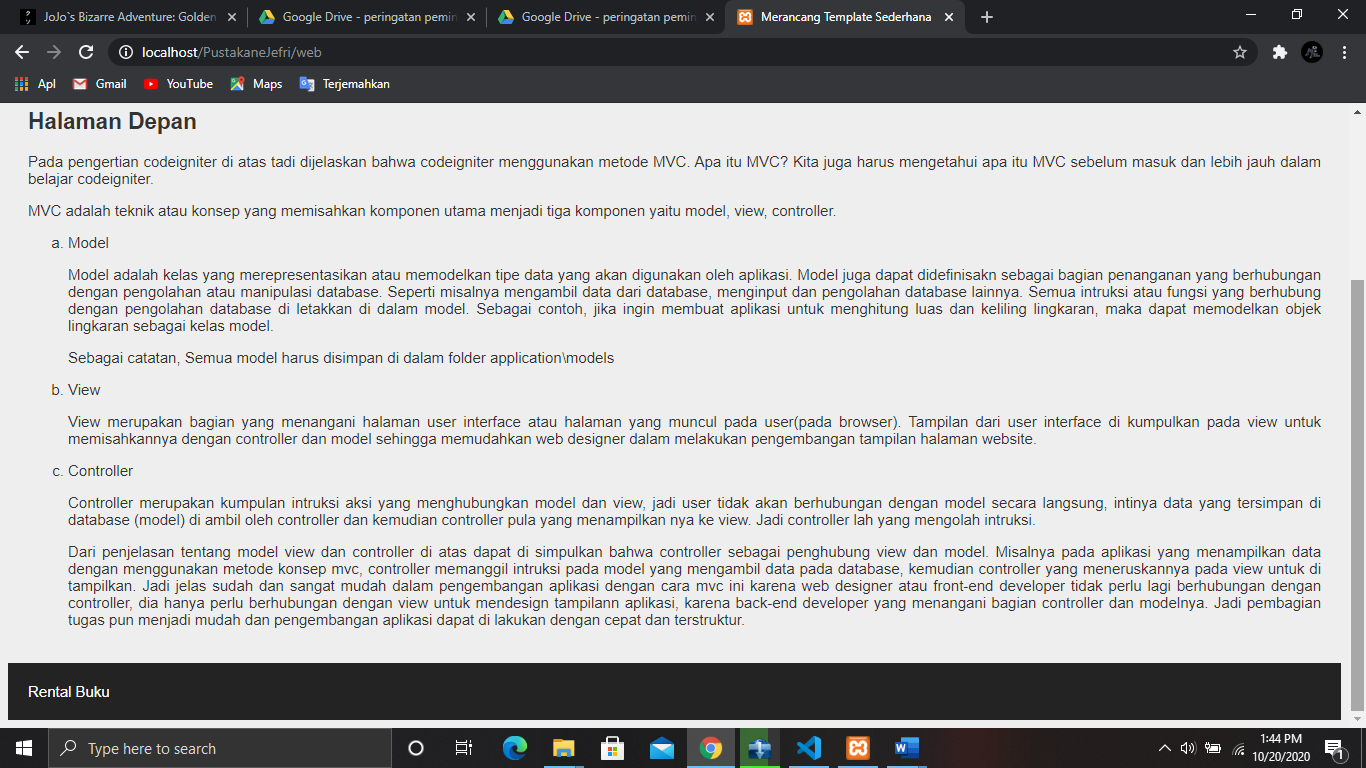 JoJo`s Bizarre Adventure: Golden
Google Drive - peringatan pemin
Google Drive - peringatan pemin
Merancang Template Sederhana
localhost/PustakaneJefri/web
Apl
Gmail
YouTube
Maps
Terjemahkan
Halaman Depan
Pada pengertian codeigniter di atas tadi dijelaskan bahwa codeigniter menggunakan metode MVC. Apa itu MVC? Kita juga harus mengetahui apa itu MVC sebelum masuk dan lebih jauh dalam
belajar codeigniter.
MVC adalah teknik atau konsep yang memisahkan komponen utama menjadi tiga komponen yaitu model, view, controller.
a. Model
Model adalah kelas yang merepresentasikan atau memodelkan tipe data yang akan digunakan oleh aplikasi. Model juga dapat didefinisakn sebagai bagian penanganan yang berhubungan
dengan pengolahan atau manipulasi database. Seperti misalnya mengambil data dari database, menginput dan pengolahan database lainnya. Semua intruksi atau fungsi yang berhubung
dengan pengolahan database di letakkan di dalam model. Sebagai contoh, jika ingin membuat aplikasi untuk menghitung luas dan keliling lingkaran, maka dapat memodelkan objek
lingkaran sebagai kelas model.
Sebagai catatan, Semua model harus disimpan di dalam folder application\models
b. View
View merupakan bagian yang menangani halaman user interface atau halaman yang muncul pada user(pada browser). Tampilan dari user interface di kumpulkan pada view untuk
memisahkannya dengan controller dan model sehingga memudahkan web designer dalam melakukan pengembangan tampilan halaman website.
c. Controller
Controller merupakan kumpulan intruksi aksi yang menghubungkan model dan view, jadi user tidak akan berhubungan dengan model secara langsung, intinya data yang tersimpan di
database (model) di ambil oleh controller dan kemudian controller pula yang menampilkan nya ke view. Jadi controller lah yang mengolah intruksi.
Dari penjelasan tentang model view dan controller di atas dapat di simpulkan bahwa controller sebagai penghubung view dan model. Misalnya pada aplikasi yang menampilkan data
dengan menggunakan metode konsep mvc, controller memanggil intruksi pada model yang mengambil data pada database, kemudian controller yang meneruskannya pada view untuk di
tampilkan. Jadi jelas sudah dan sangat mudah dalam pengembangan aplikasi dengan cara mvc ini karena web designer atau front-end developer tidak perlu lagi berhubungan dengan
controller, dia hanya perlu berhubungan dengan view untuk mendesign tampilann aplikasi, karena back-end developer yang menangani bagian controller dan modelnya. Jadi pembagian
tugas pun menjadi mudah dan pengembangan aplikasi dapat di lakukan dengan cepat dan terstruktur.
Rental Buku
Type here to search
1:44 PM
10/20/2020
1